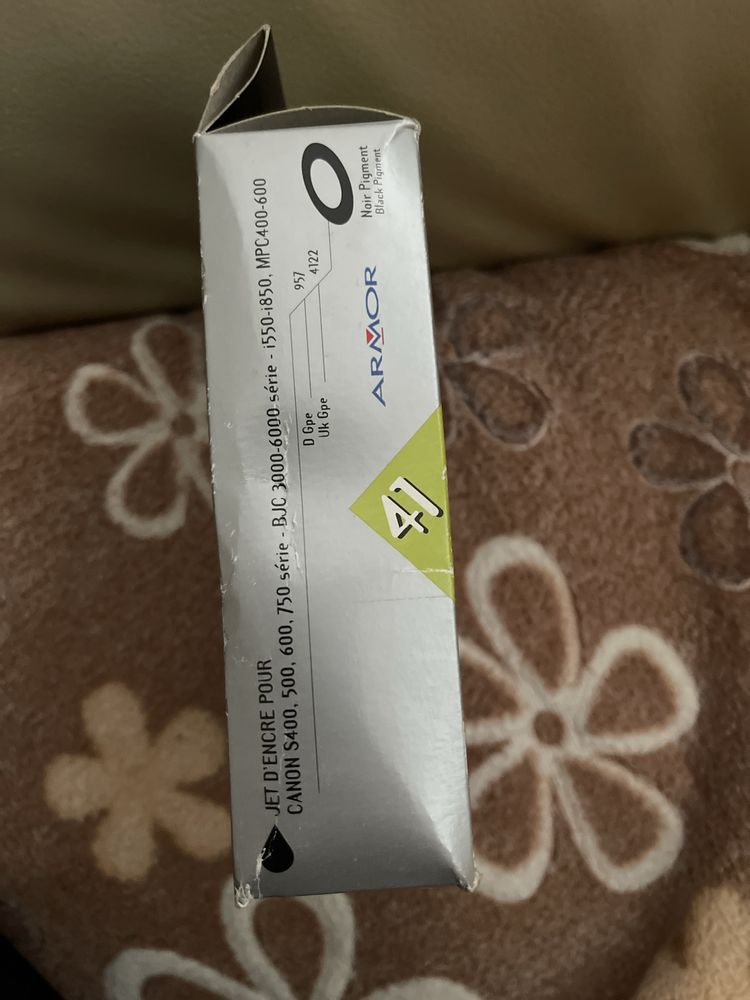 JET D'ENCRE POUR
CANON S400, 500, 600, 750 série - BJC 3000-6000 série - i550-i850, MPC400-600
D Gpe 957
Uk Gpe 4122
Noir Pigment
Black Pigment
41
ARMOR